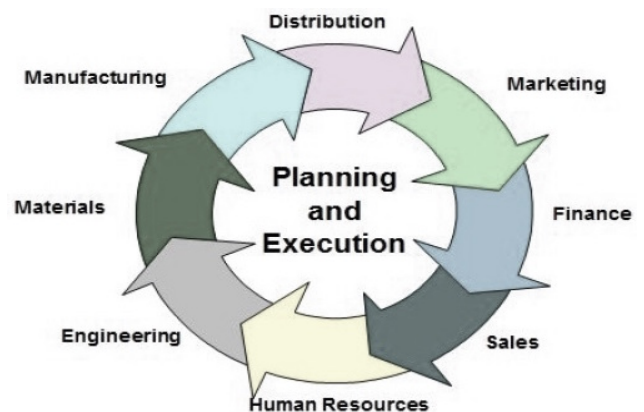 Distribution
Manufacturing
Marketing
Planning
and
Execution
Materials
Finance
Engineering
Sales
Human Resources